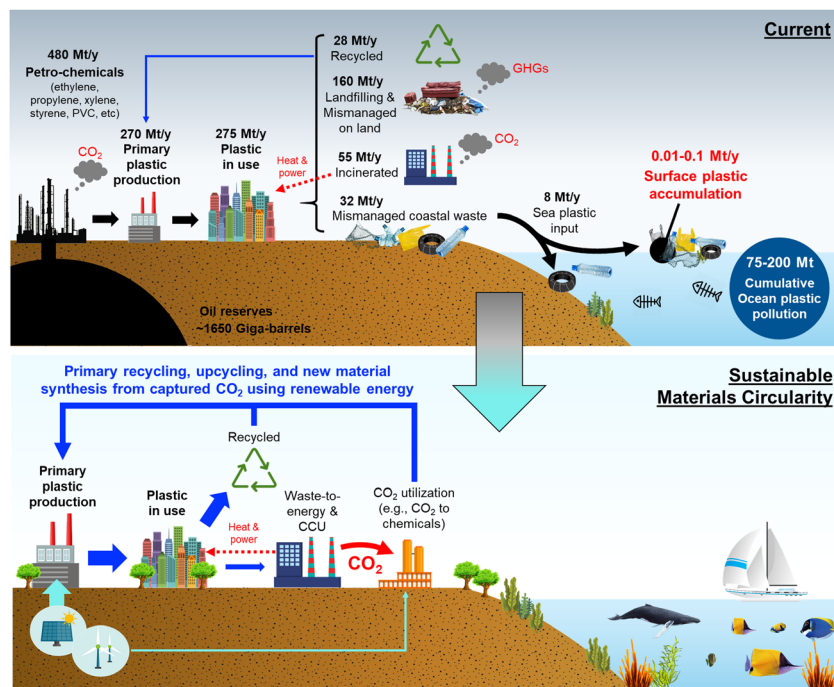 Current
480 Mt/y
Petro-chemicals
(ethylene,
propylene, xylene,
styrene, PVC, etc)
CO2
270 Mt/y
Primary
plastic
production
275 Mt/y
Plastic
in use
28 Mt/y
Recycled
160 Mt/y
Landfilling &
Mismanaged
on land
GHGs
55 Mt/y
Incinerated
CO2
Heat &
power
32 Mt/y
Mismanaged coastal waste
8 Mt/y
Sea plastic
input
0.01-0.1 Mt/y
Surface plastic
accumulation
75-200 Mt
Cumulative
Ocean plastic
pollution
Oil reserves
~1650 Giga-barrels
Sustainable
Materials Circularity
Primary recycling, upcycling, and new material
synthesis from captured CO2 using renewable energy
Primary
plastic
production
Plastic
in use
Recycled
Heat &
power
Waste-to-
energy &
CCU
CO2
CO2 utilization
(e.g., CO2 to
chemicals)